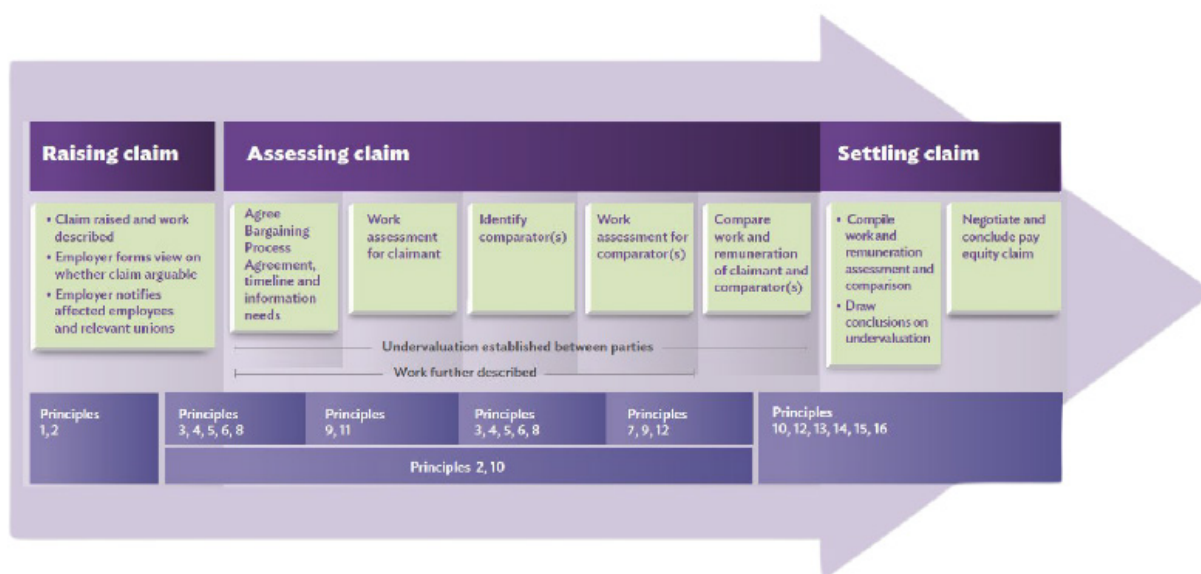 Raising claim
Assessing claim
Settling claim
• Claim raised and work
described
• Employer forms view on
whether claim arguable
• Employer notifies
affected employees
and relevant unions
Agree
Bargaining
Process
Agreement,
timeline and
information
needs
Work
assessment
for claimant
Identify
comparator(s)
Work
assessment for
comparator(s)
Compare
work and
remuneration
of claimant and
comparator(s)
• Compile
work and
remuneration
assessment and
comparison
• Draw
conclusions on
undervaluation
Negotiate and
conclude pay
equity claim
Undervaluation established between parties
Work further described
Principles
1, 2
Principles
3, 4, 5, 6, 8
Principles
9, 11
Principles
3, 4, 5, 6, 8
Principles
7, 9, 12
Principles
10, 12, 13, 14, 15, 16
Principles 2, 10